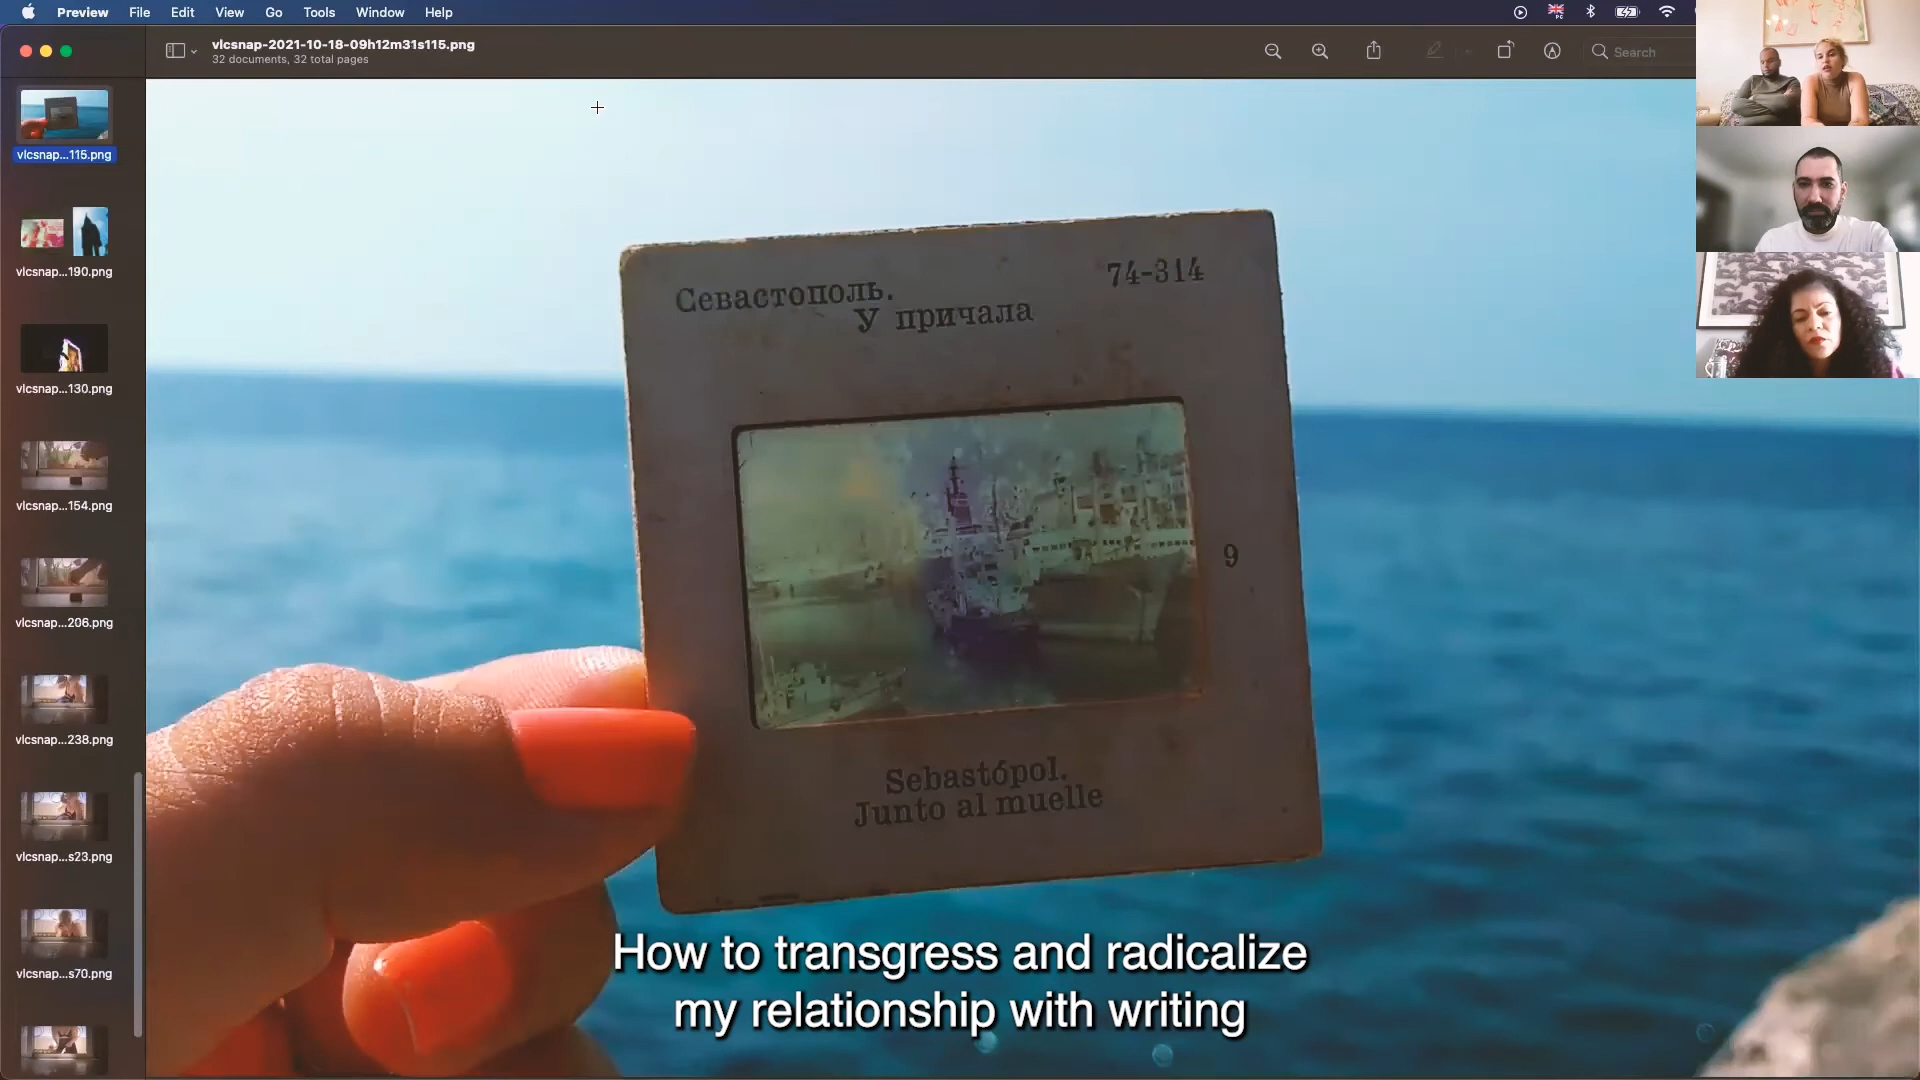 Preview File Edit View Go Tools Window Help
vlcsnap-2021-10-18-09h12m31s115.png
32 documents, 32 total pages
Search
vlcsnap...115.png
vlcsnap...190.png
vlcsnap...130.png
vlcsnap...154.png
vlcsnap...206.png
vlcsnap...238.png
vlcsnap...s23.png
vlcsnap...s70.png
Севастополь.
У причала
74-314
9
Sebastópol.
Junto al muelle
How to transgress and radicalize
my relationship with writing